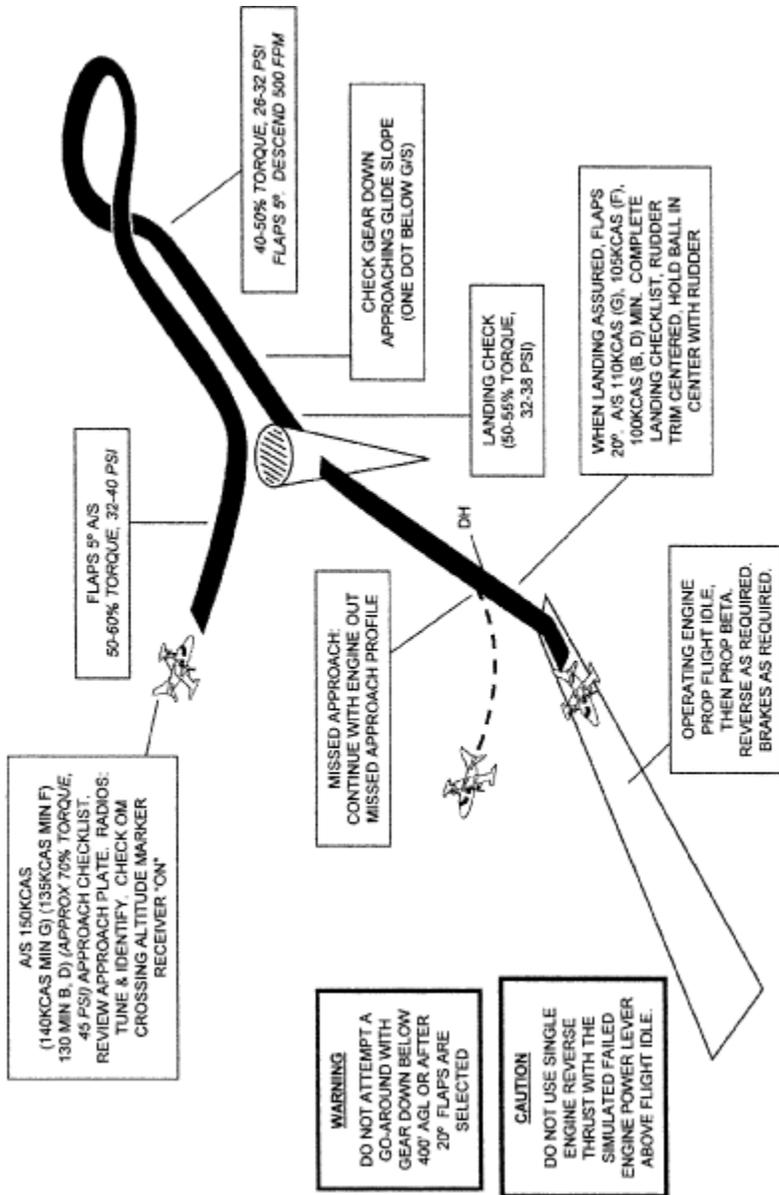 A/S 150KCAS
(140KCAS MIN G) (135KCAS MIN F)
130 MIN B, D) (APPROX 70% TORQUE,
45 PSI) APPROACH CHECKLIST.
REVIEW APPROACH PLATE. RADIOS:
TUNE & IDENTIFY. CHECK OM
CROSSING ALTITUDE MARKER
RECEIVER "ON"
FLAPS 5º A/S
50-60% TORQUE, 32-40 PSI
40-50% TORQUE, 26-32 PSI
FLAPS 5º. DESCEND 500 FPM
CHECK GEAR DOWN
APPROACHING GLIDE SLOPE
(ONE DOT BELOW G/S)
LANDING CHECK
(50-55% TORQUE,
32-38 PSI)
MISSED APPROACH:
CONTINUE WITH ENGINE OUT
MISSED APPROACH PROFILE
DH
WHEN LANDING ASSURED, FLAPS
20º. A/S 110KCAS (G), 105KCAS (F),
100KCAS (B, D) MIN. COMPLETE
LANDING CHECKLIST, RUDDER
TRIM CENTERED, HOLD BALL IN
CENTER WITH RUDDER
OPERATING ENGINE
PROP FLIGHT IDLE,
THEN PROP BETA.
REVERSE AS REQUIRED.
BRAKES AS REQUIRED.
WARNING
DO NOT ATTEMPT A
GO-AROUND WITH
GEAR DOWN BELOW
400' AGL OR AFTER
20º FLAPS ARE
SELECTED
CAUTION
DO NOT USE SINGLE
ENGINE REVERSE
THRUST WITH THE
SIMULATED FAILED
ENGINE POWER LEVER
ABOVE FLIGHT IDLE.